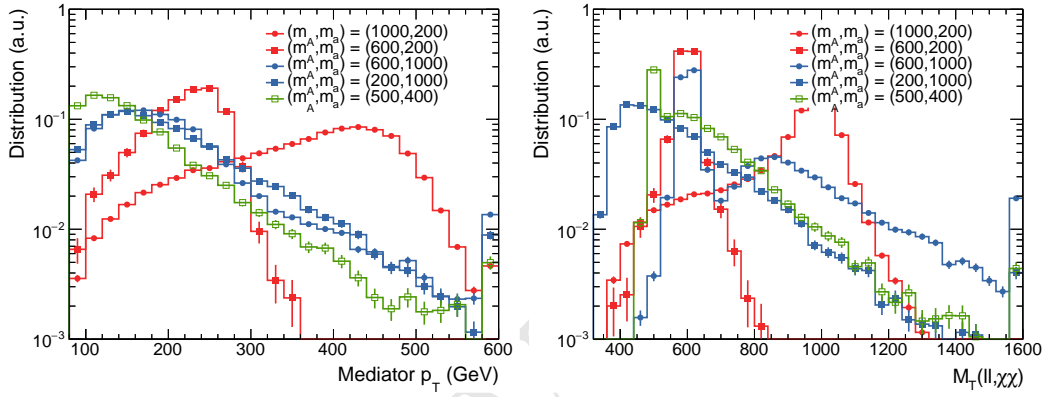 Distribution (a.u.)
1
10⁻¹
10⁻²
10⁻³
100 200 300 400 500 600
Mediator p_T (GeV)
(m_A,m_a) = (1000,200)
(m_A,m_a) = (600,200)
(m_A,m_a) = (600,1000)
(m_A,m_a) = (200,1000)
(m_A,m_a) = (500,400)
Distribution (a.u.)
1
10⁻¹
10⁻²
10⁻³
400 600 800 1000 1200 1400 1600
M_T(ll,χχ)
(m_A,m_a) = (1000,200)
(m_A,m_a) = (600,200)
(m_A,m_a) = (600,1000)
(m_A,m_a) = (200,1000)
(m_A,m_a) = (500,400)